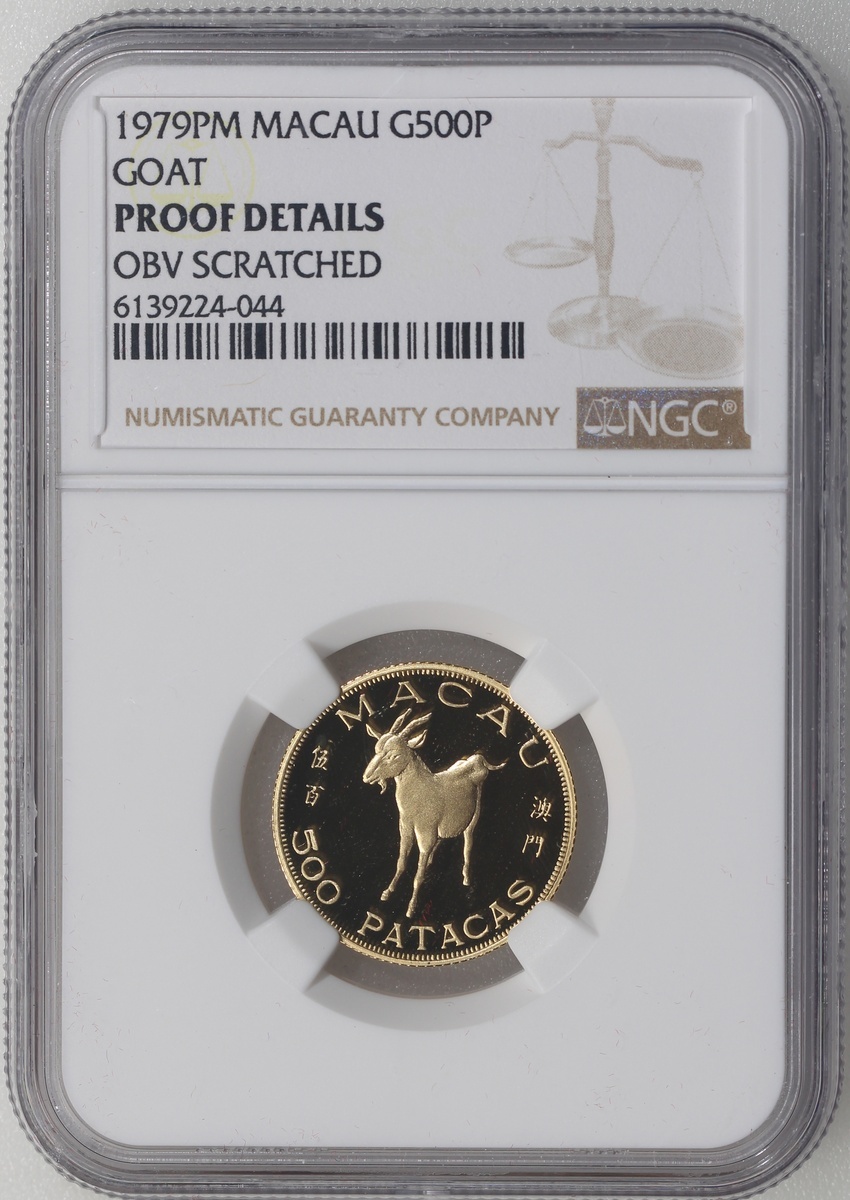 1979PM MACAU G500P
GOAT
PROOF DETAILS
OBV SCRATCHED
6139224-044
NUMISMATIC GUARANTY COMPANY
NGC®
MACAU
伍百
澳門
500 PATACAS